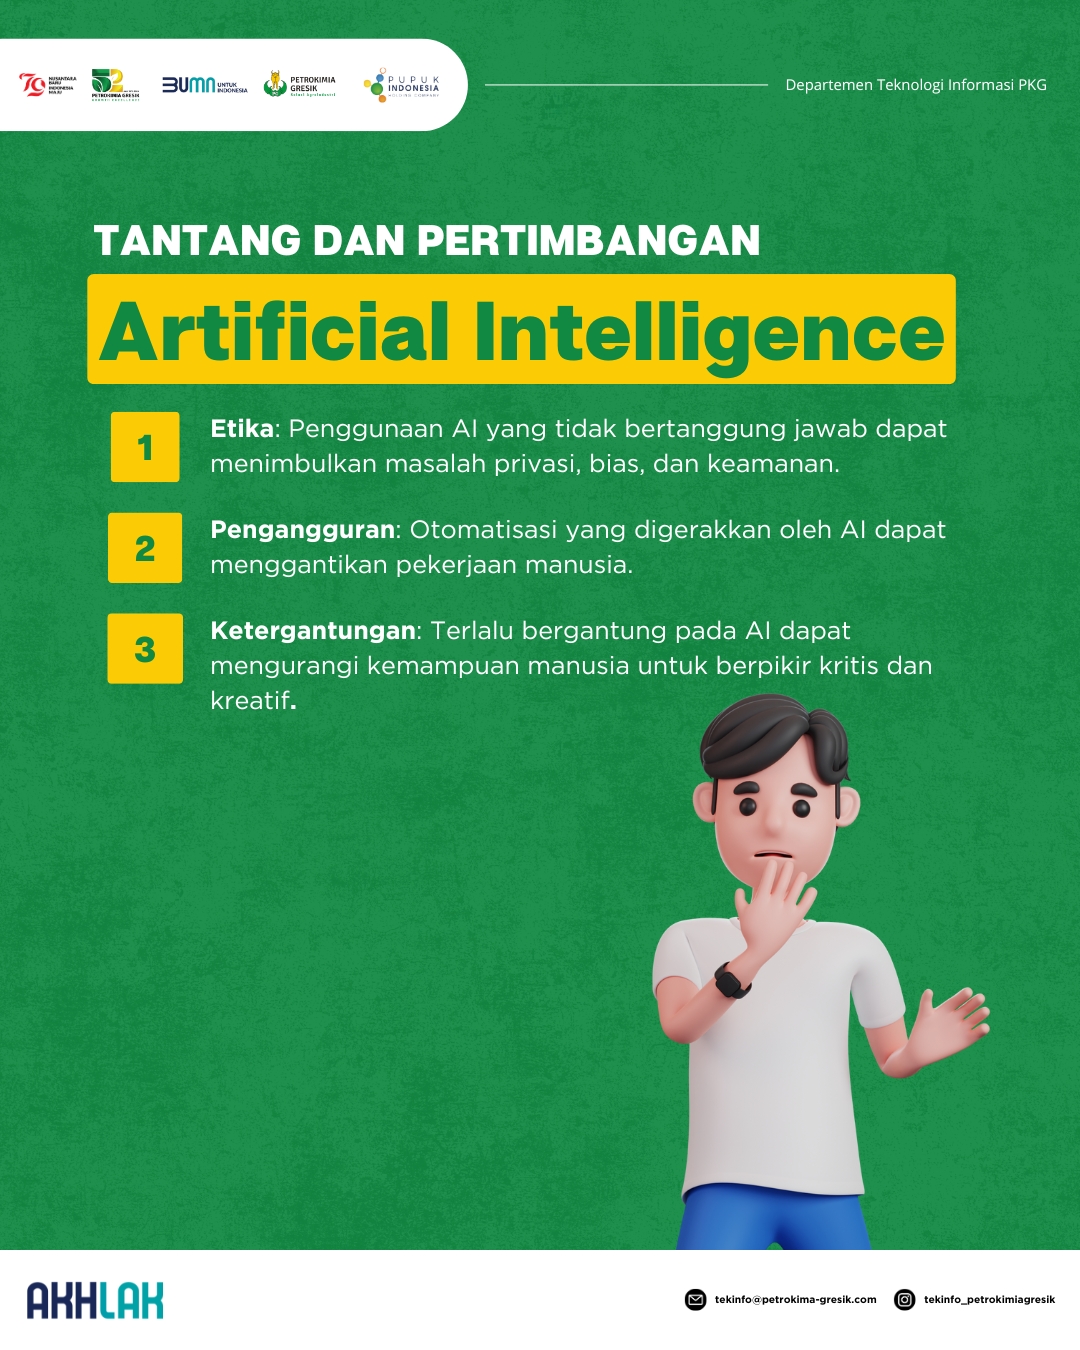 79 NUSANTARA BARU INDONESIA MAJU
52
PETROKIMIA GRESIK
BUMN UNTUK INDONESIA
PETROKIMIA GRESIK
PUPUK INDONESIA
HOLDING COMPANY
Departemen Teknologi Informasi PKG
TANTANG DAN PERTIMBANGAN
Artificial Intelligence
1
Etika: Penggunaan AI yang tidak bertanggung jawab dapat
menimbulkan masalah privasi, bias, dan keamanan.
2
Pengangguran: Otomatisasi yang digerakkan oleh AI dapat
menggantikan pekerjaan manusia.
3
Ketergantungan: Terlalu bergantung pada AI dapat
mengurangi kemampuan manusia untuk berpikir kritis dan
kreatif.
AKHLAK
tekinfo@petrokima-gresik.com
tekinfo_petrokimiagresik